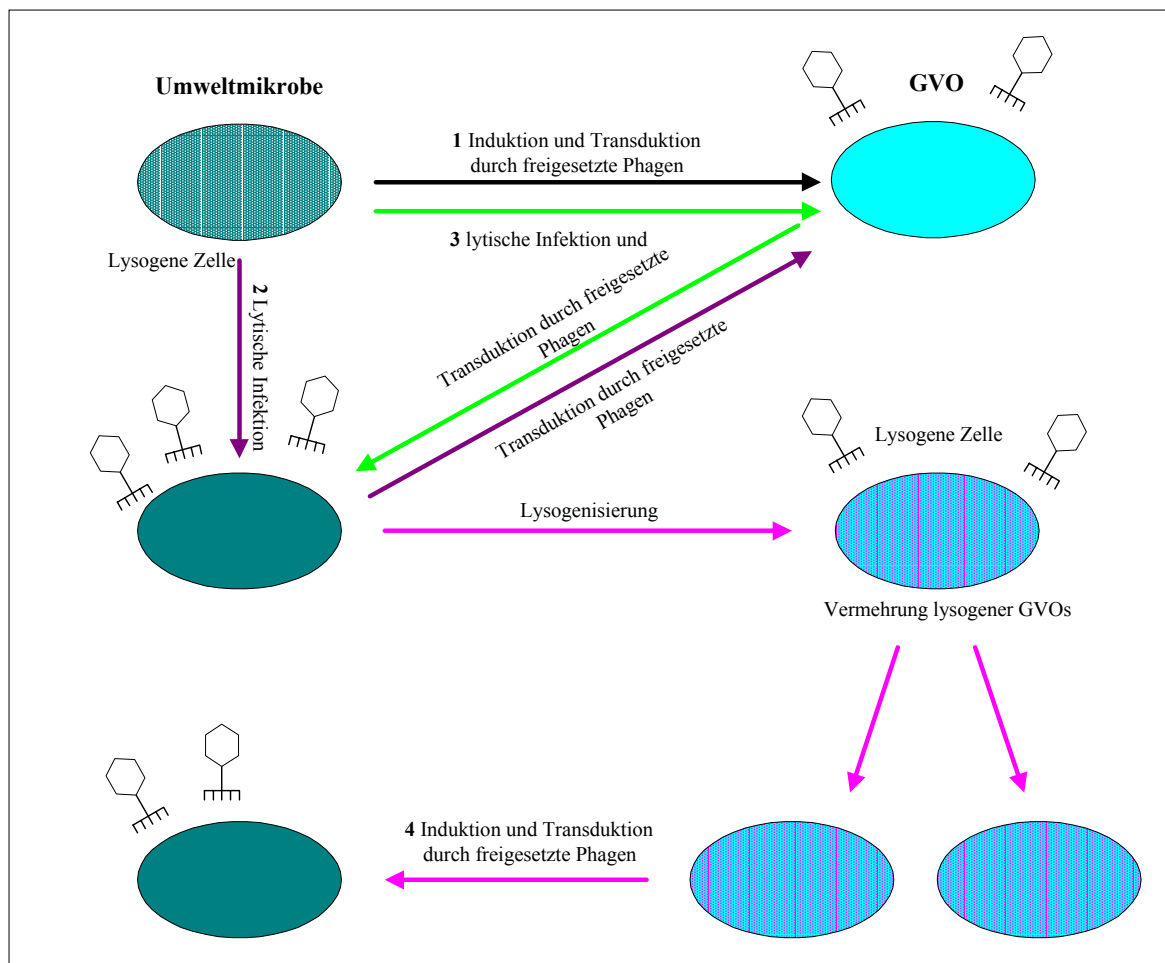 Umweltmikrobe
GVO
1 Induktion und Transduktion
durch freigesetzte Phagen
3 lytische Infektion und
Lysogene Zelle
2 Lytische
Infektion
Transduktion durch freigesetzte
Phagen
Transduktion durch freigesetzte
Phagen
Lysogene Zelle
Lysogenisierung
Vermehrung lysogener GVOs
4 Induktion und Transduktion
durch freigesetzte Phagen